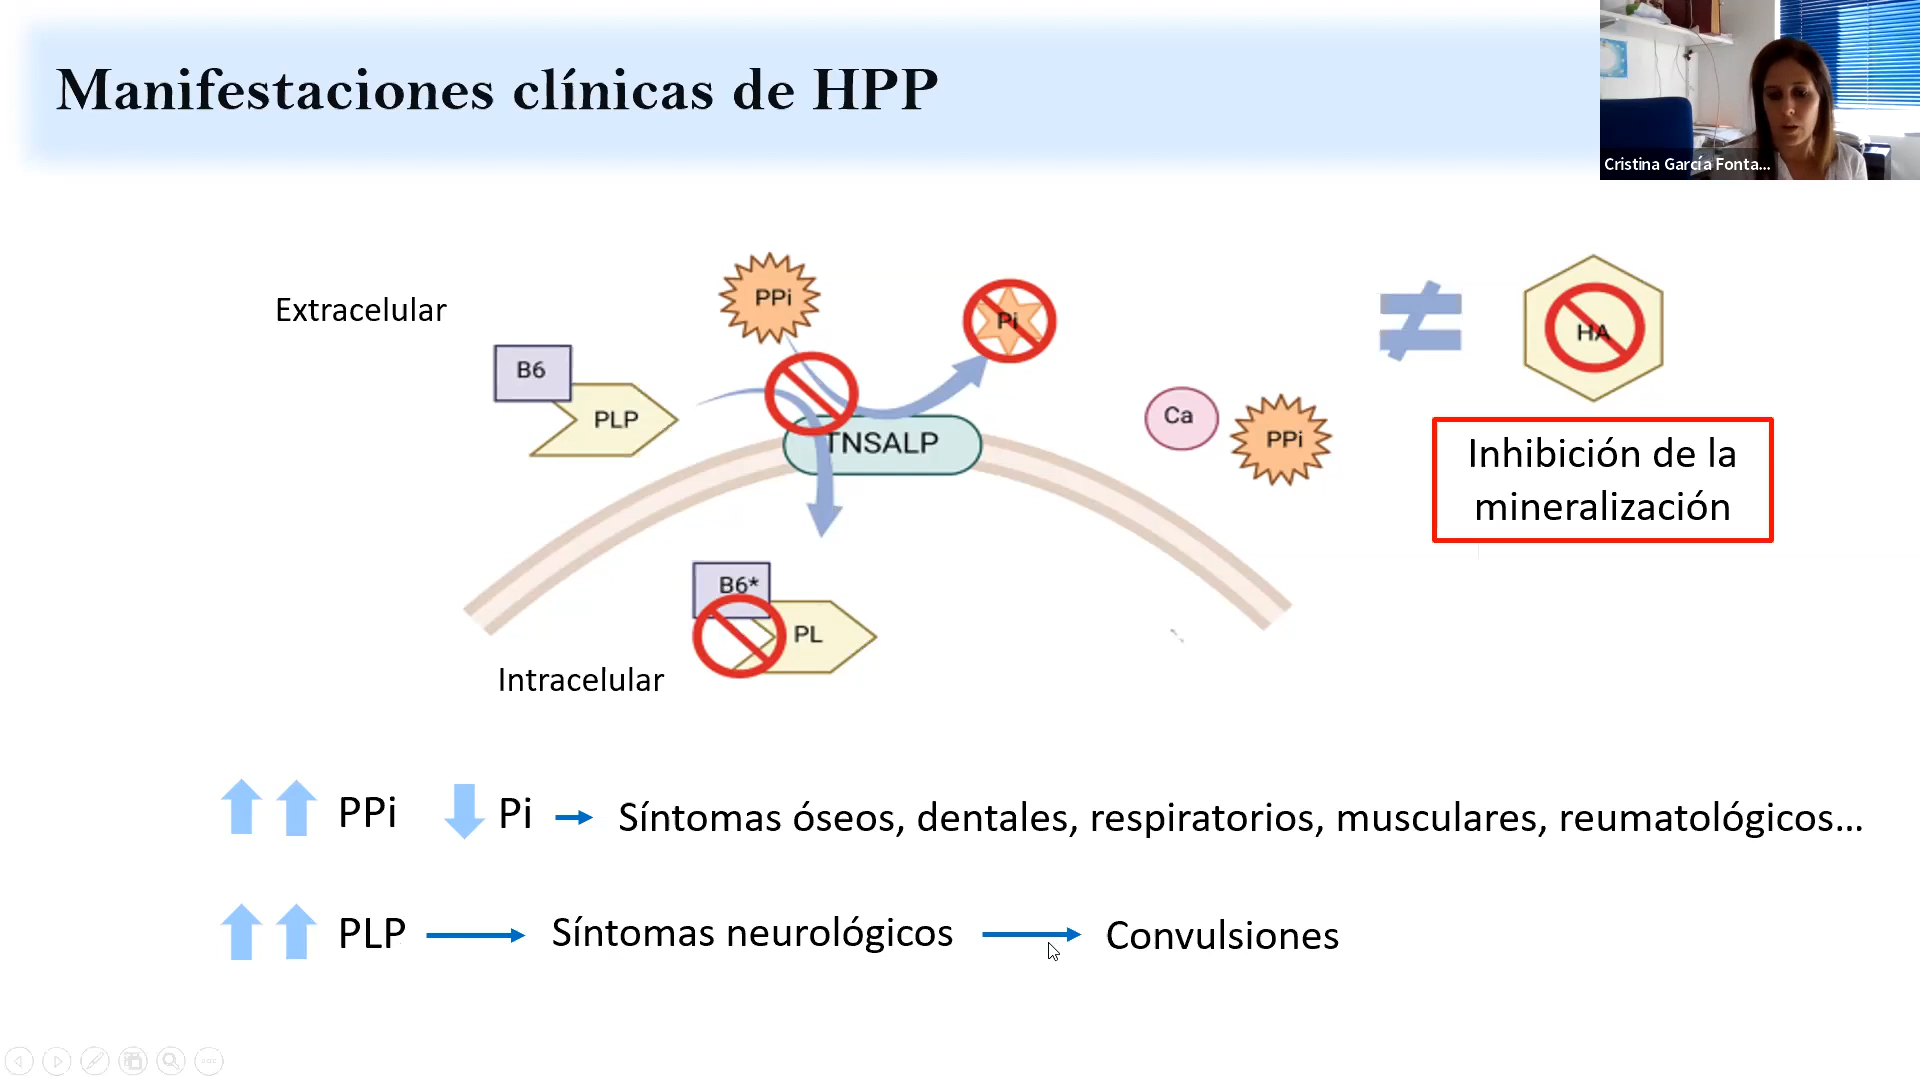 Manifestaciones clínicas de HPP
Cristina García Fonta...
Extracelular
PPi
Pi
HA
B6
PLP
TNSALP
Ca
PPi
Inhibición de la
mineralización
B6*
PL
Intracelular
PPi Pi Síntomas óseos, dentales, respiratorios, musculares, reumatológicos...
PLP Síntomas neurológicos Convulsiones